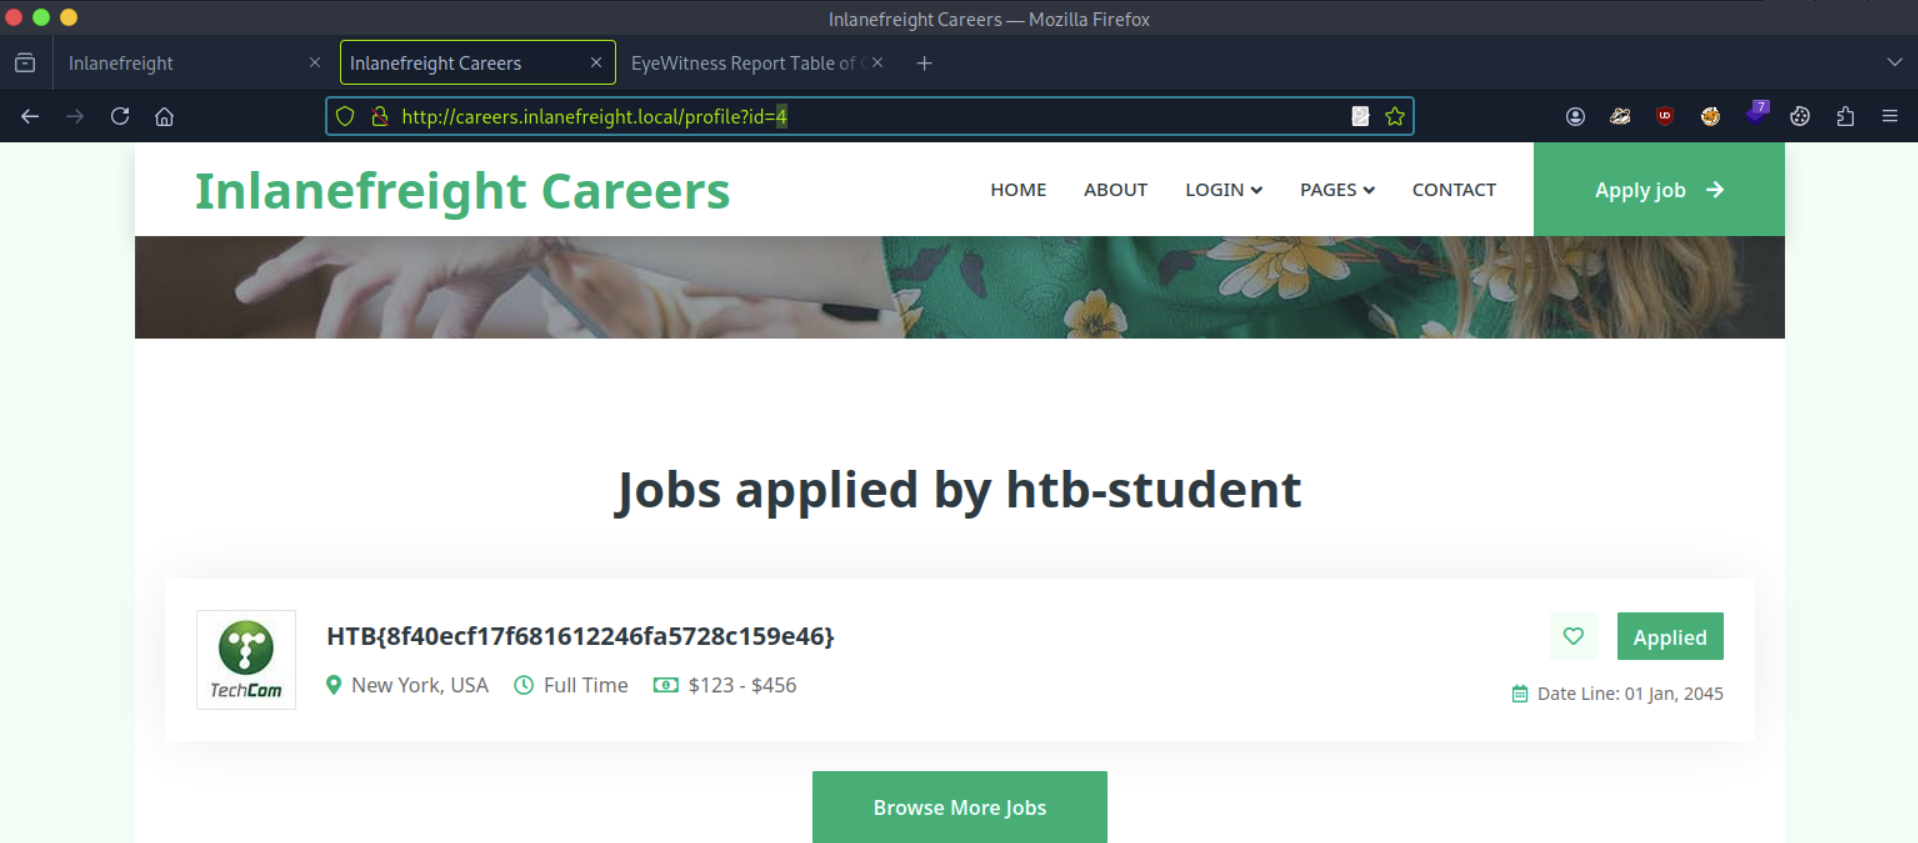 Inlanefreight Careers — Mozilla Firefox
Inlanefreight
Inlanefreight Careers
EyeWitness Report Table of
http://careers.inlanefreight.local/profile?id=4
7
Inlanefreight Careers
HOME
ABOUT
LOGIN
PAGES
CONTACT
Apply job
Jobs applied by htb-student
TechCom
HTB{8f40ecf17f681612246fa5728c159e46}
Applied
New York, USA
Full Time
$123 - $456
Date Line: 01 Jan, 2045
Browse More Jobs